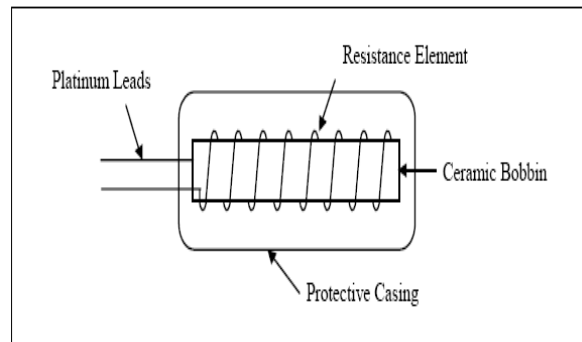 Resistance Element
Platinum Leads
Ceramic Bobbin
Protective Casing